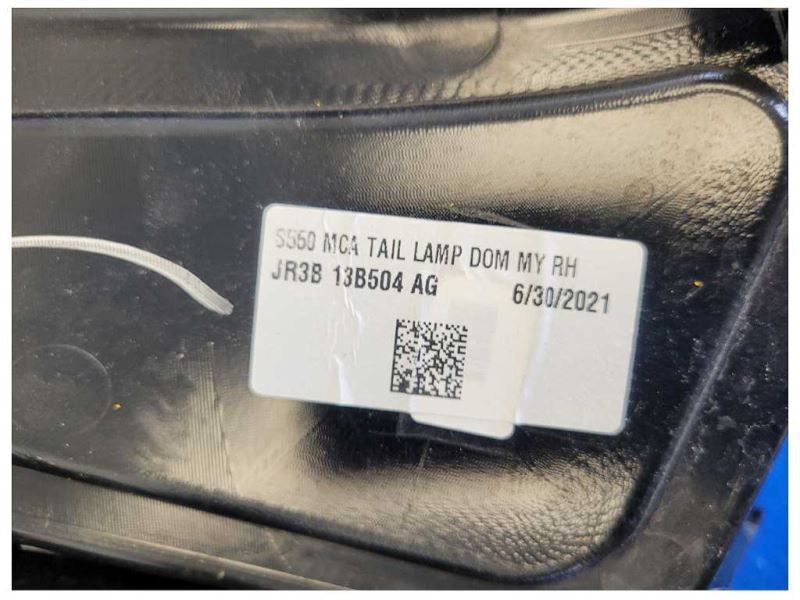 S550 MCA TAIL LAMP DOM MY RH
JR3B 13B504 AG 6/30/2021